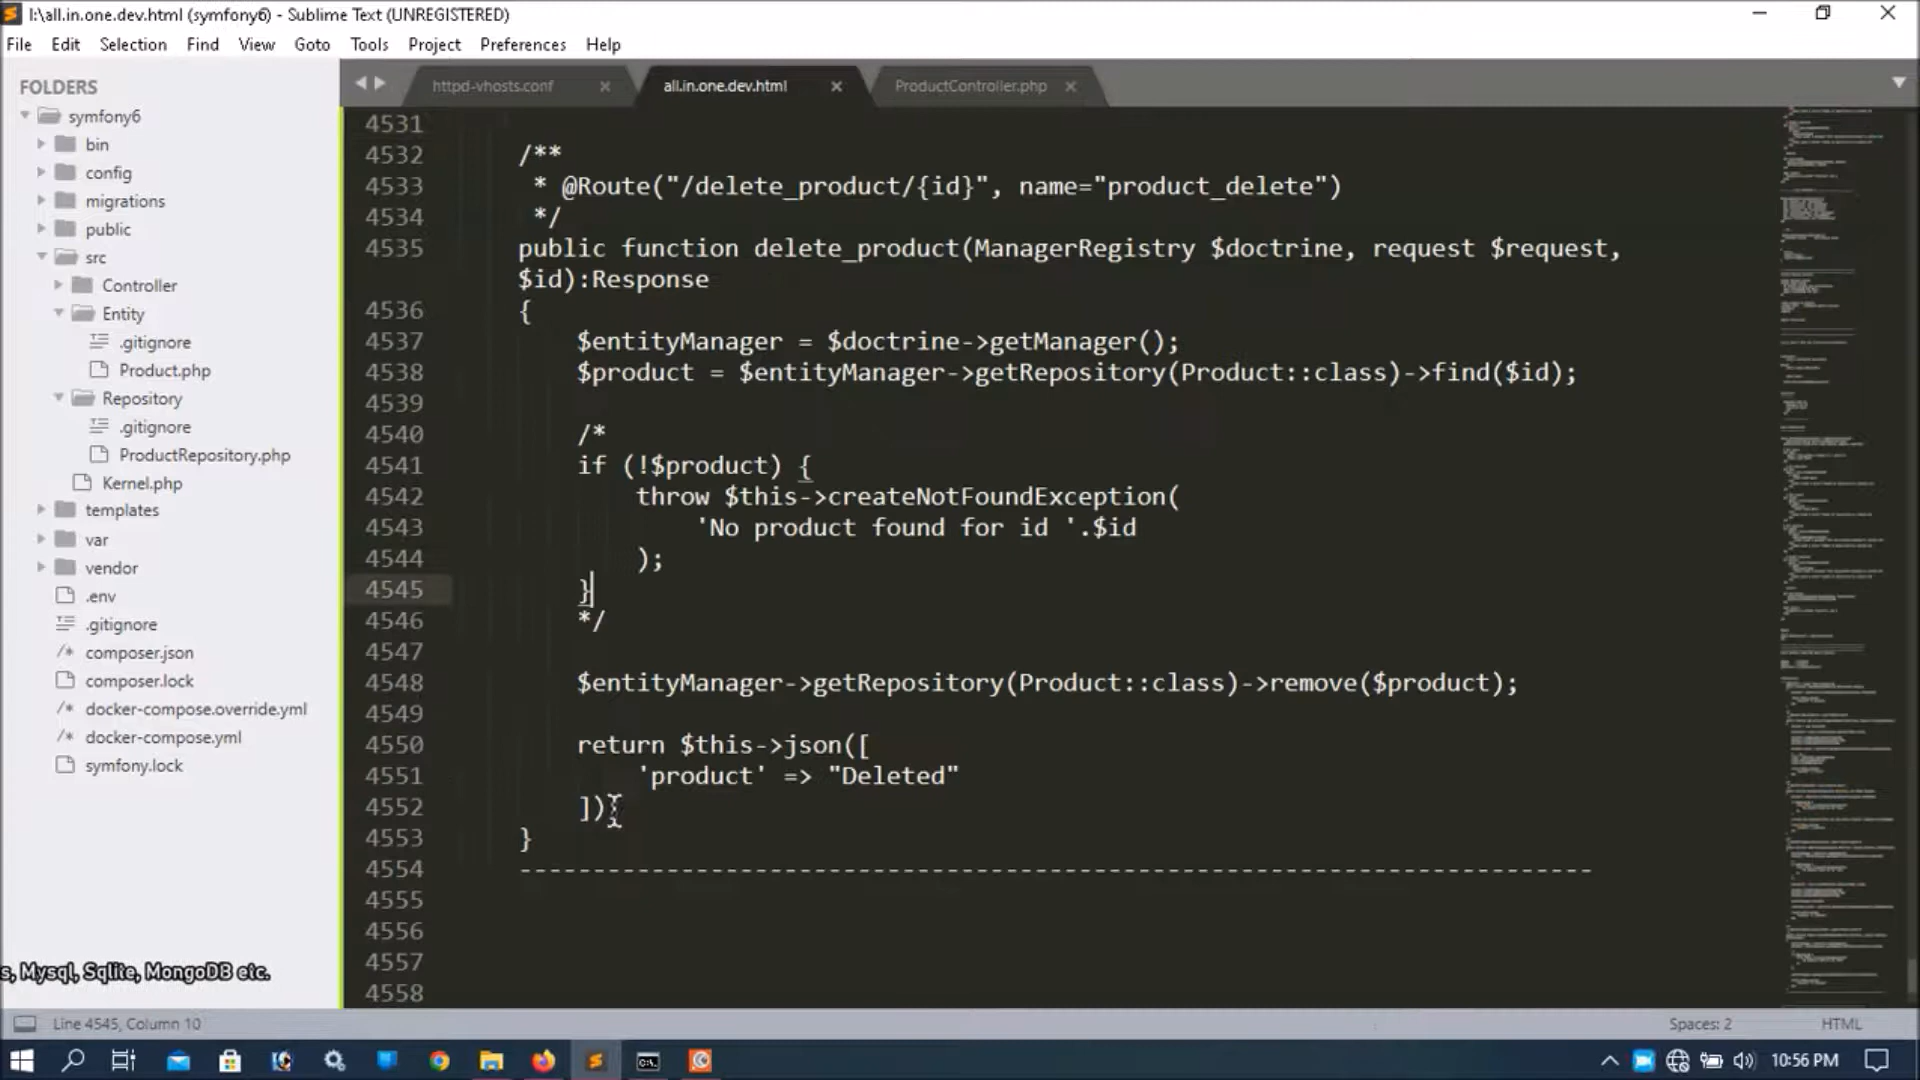 I:\all.in.one.dev.html (symfony6) - Sublime Text (UNREGISTERED)
File Edit Selection Find View Goto Tools Project Preferences Help
FOLDERS
symfony6
bin
config
migrations
public
src
Controller
Entity
.gitignore
Product.php
Repository
.gitignore
ProductRepository.php
Kernel.php
templates
var
vendor
.env
.gitignore
composer.json
composer.lock
docker-compose.override.yml
docker-compose.yml
symfony.lock
s, Mysql, Sqlite, MongoDB etc.
httpd-vhosts.conf all.in.one.dev.html ProductController.php
4531
4532 /**
4533 * @Route("/delete_product/{id}", name="product_delete")
4534 */
4535 public function delete_product(ManagerRegistry $doctrine, request $request,
$id):Response
4536 {
4537 $entityManager = $doctrine->getManager();
4538 $product = $entityManager->getRepository(Product::class)->find($id);
4539
4540 /*
4541 if (!$product) {
4542 throw $this->createNotFoundException(
4543 'No product found for id '.$id
4544 );
4545 }
4546 */
4547
4548 $entityManager->getRepository(Product::class)->remove($product);
4549
4550 return $this->json([
4551 'product' => "Deleted"
4552 ]);
4553 }
4554 -------------------------------------------------------------------------
4555
4556
4557
4558
Line 4545, Column 10 Spaces: 2 HTML
10:56 PM